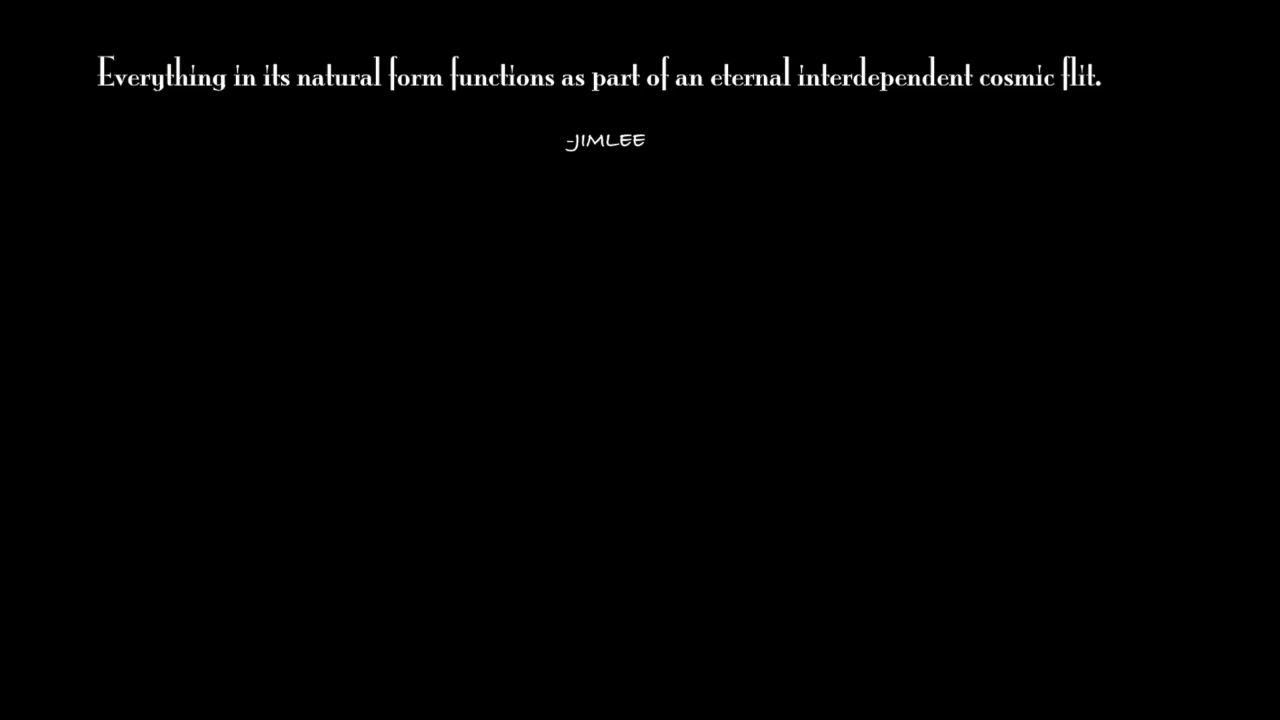 Everything in its natural form functions as part of an eternal interdependent cosmic flit.
-JIMLEE